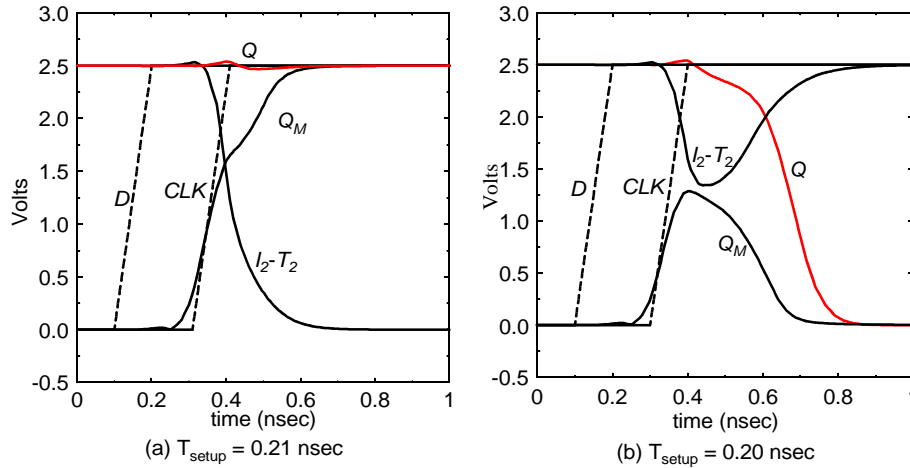 Volts
3.0
2.5
2.0
1.5
1.0
0.5
0.0
-0.5
Q
Q_M
D
CLK
I_2-T_2
0 0.2 0.4 0.6 0.8 1
time (nsec)
(a) T_setup = 0.21 nsec
Volts
3.0
2.5
2.0
1.5
1.0
0.5
0.0
-0.5
I_2-T_2
Q
D
CLK
Q_M
0 0.2 0.4 0.6 0.8 1
time (nsec)
(b) T_setup = 0.20 nsec